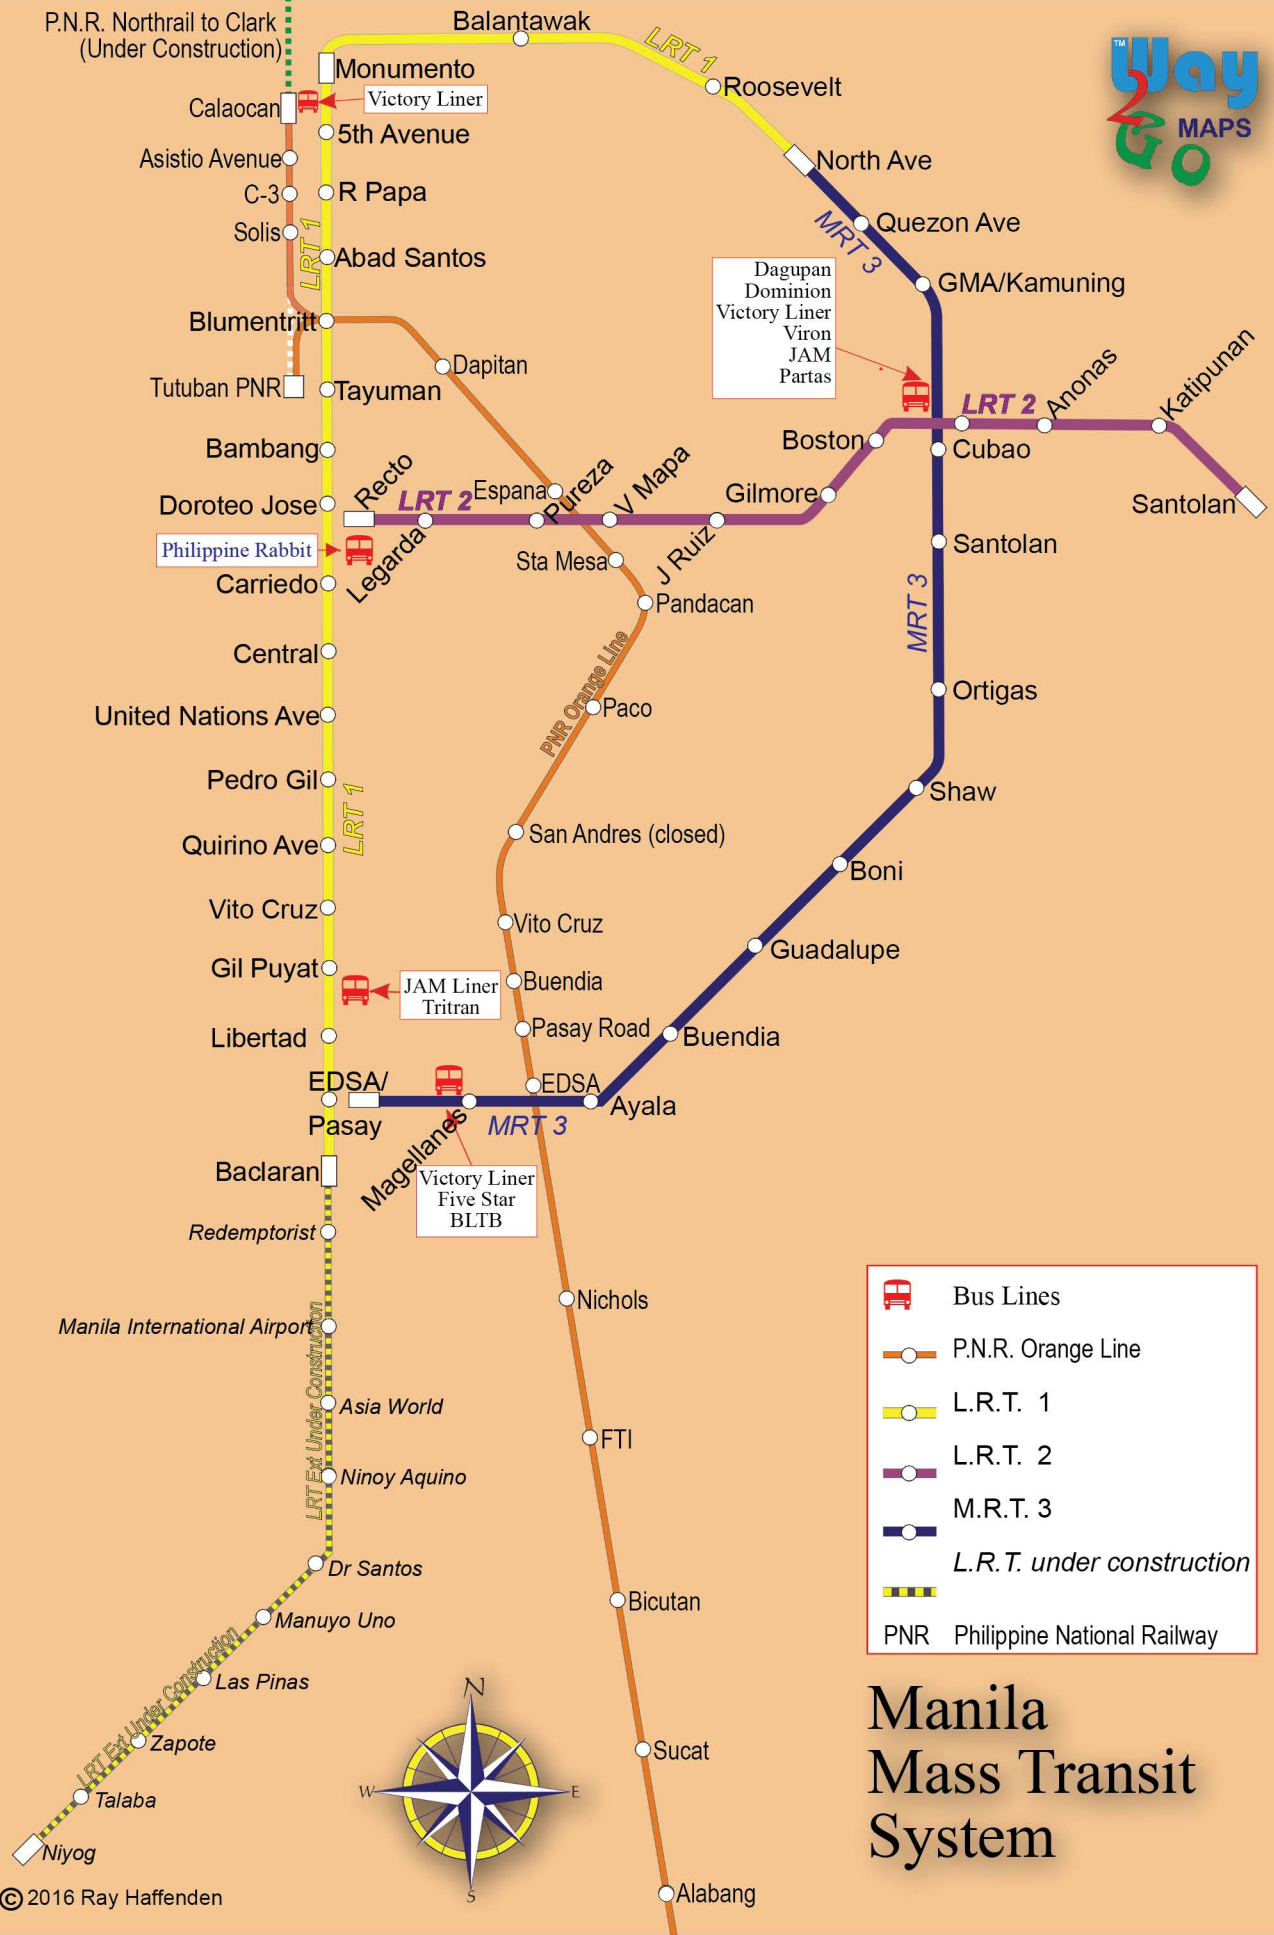 P.N.R. Northrail to Clark
(Under Construction)
Balantawak
LRT 1
Monumento
Roosevelt
TM
Way
2
GO
MAPS
Calaocan
Victory Liner
5th Avenue
Asistio Avenue
North Ave
C-3
R Papa
Solis
LRT 1
Quezon Ave
MRT 3
Abad Santos
Dagupan
Dominion
Victory Liner
Viron
JAM
Partas
GMA/Kamuning
Blumentritt
Dapitan
Tutuban PNR
Tayuman
LRT 2
Anonas
Katipunan
Boston
Cubao
Bambang
Recto
LRT 2
Espana
Pureza
V Mapa
Gilmore
Santolan
Doroteo Jose
Philippine Rabbit
Legarda
Sta Mesa
J Ruiz
Santolan
Carriedo
Pandacan
MRT 3
Central
PNR Orange Line
Ortigas
United Nations Ave
Paco
Pedro Gil
Shaw
LRT 1
Quirino Ave
San Andres (closed)
Boni
Vito Cruz
Vito Cruz
Guadalupe
Gil Puyat
JAM Liner
Tritran
Buendia
Libertad
Pasay Road
Buendia
EDSA/
Pasay
EDSA
Ayala
Magellanes
MRT 3
Baclaran
Victory Liner
Five Star
BLTB
Redemptorist
Manila International Airport
LRT Ext Under Construction
Nichols
Asia World
FTI
Ninoy Aquino
Dr Santos
Manuyo Uno
Bicutan
LRT Ext Under Construction
Las Pinas
Zapote
Sucat
Talaba
Niyog
Alabang
N
W
E
S
Bus Lines
P.N.R. Orange Line
L.R.T. 1
L.R.T. 2
M.R.T. 3
L.R.T. under construction
PNR Philippine National Railway
Manila
Mass Transit
System
© 2016 Ray Haffenden